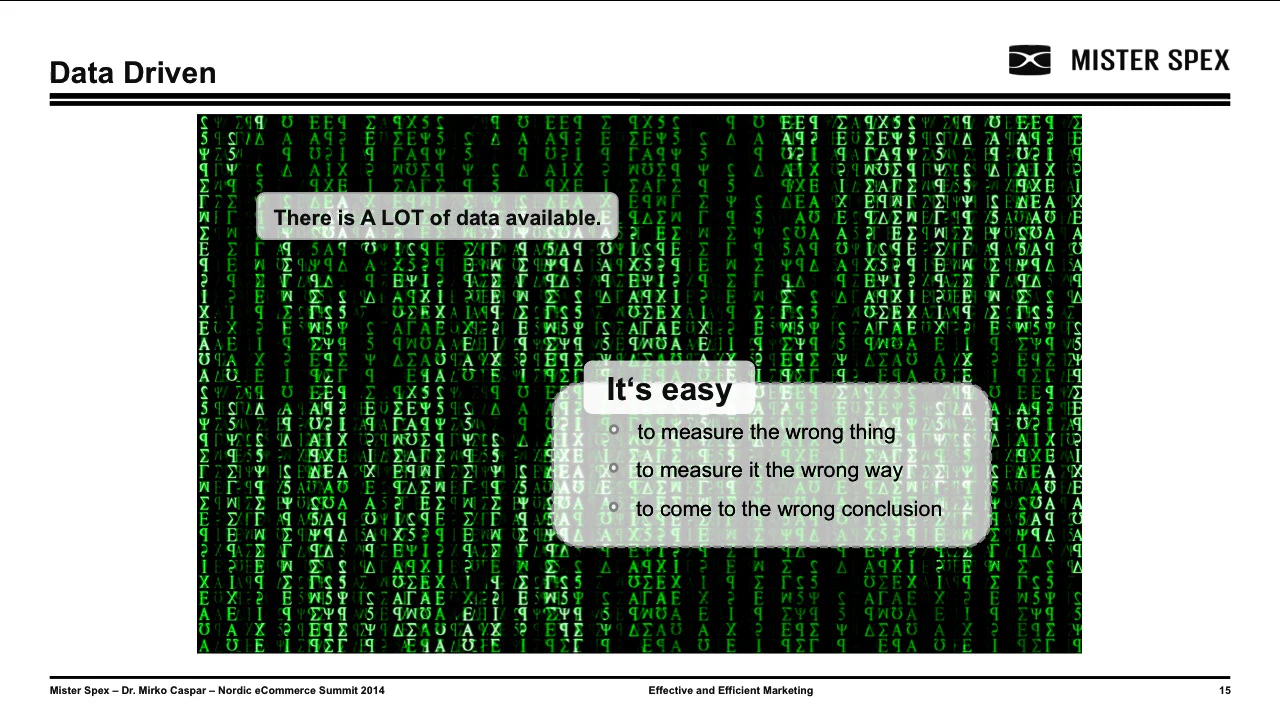 Data Driven
MISTER SPEX
There is A LOT of data available.
It‘s easy
to measure the wrong thing
to measure it the wrong way
to come to the wrong conclusion
Mister Spex – Dr. Mirko Caspar – Nordic eCommerce Summit 2014
Effective and Efficient Marketing
15